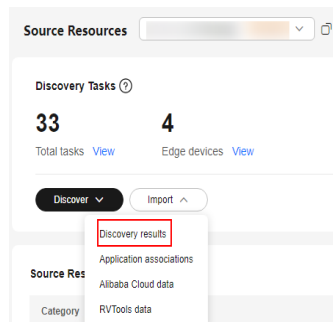 Source Resources
Discovery Tasks ?
33
4
Total tasks View
Edge devices View
Discover
Import
Discovery results
Application associations
Source Res
Alibaba Cloud data
Category
RVTools data